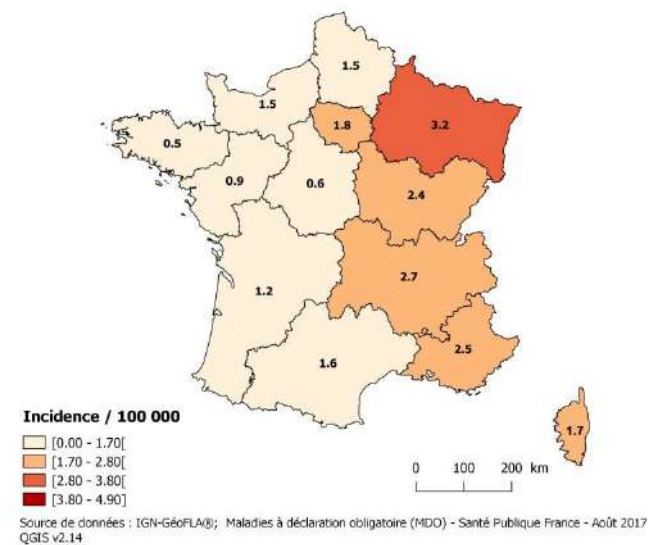 1.5
1.5
1.8
3.2
0.5
0.9
0.6
2.4
2.7
1.2
2.5
1.6
1.7
Incidence / 100 000
[0.00 - 1.70[
[1.70 - 2.80[
[2.80 - 3.80[
[3.80 - 4.90]
0 100 200 km
Source de données : IGN-GéoFLA®; Maladies à déclaration obligatoire (MDO) - Santé Publique France - Août 2017
QGIS v2.14